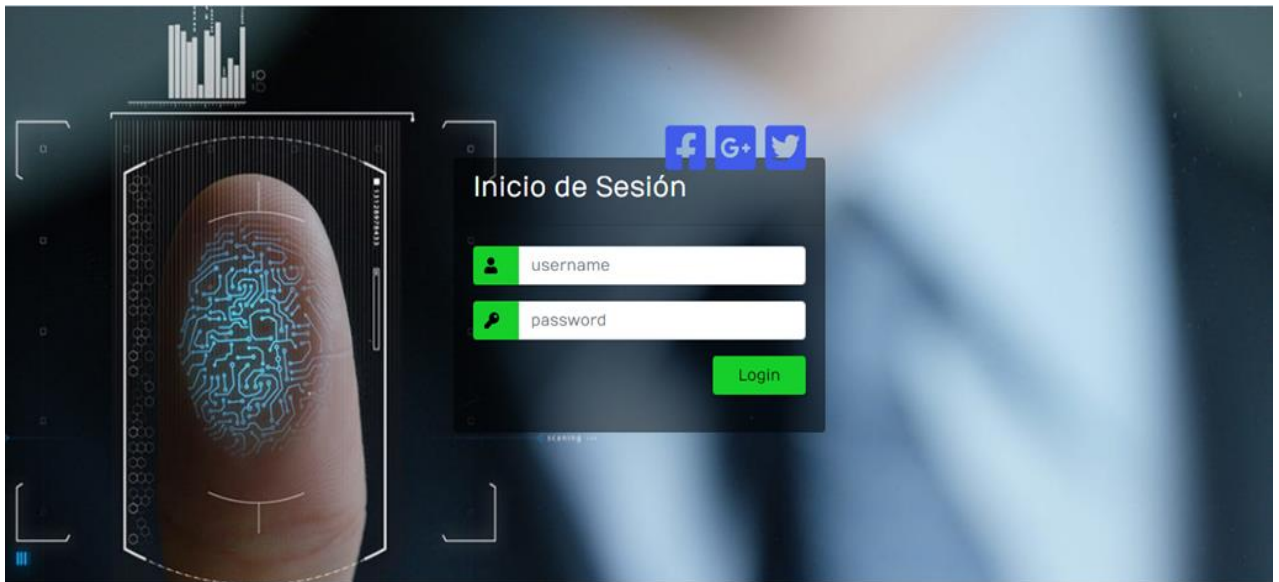 Inicio de Sesión
username
password
Login
scaning